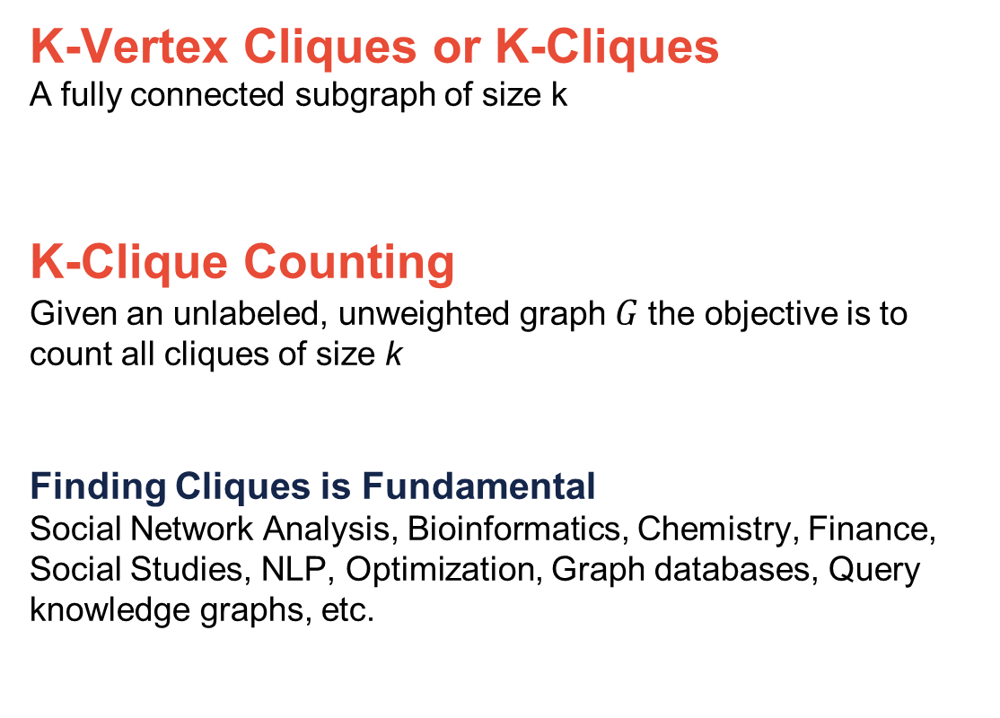 K-Vertex Cliques or K-Cliques
A fully connected subgraph of size k
K-Clique Counting
Given an unlabeled, unweighted graph G the objective is to
count all cliques of size k
Finding Cliques is Fundamental
Social Network Analysis, Bioinformatics, Chemistry, Finance,
Social Studies, NLP, Optimization, Graph databases, Query
knowledge graphs, etc.